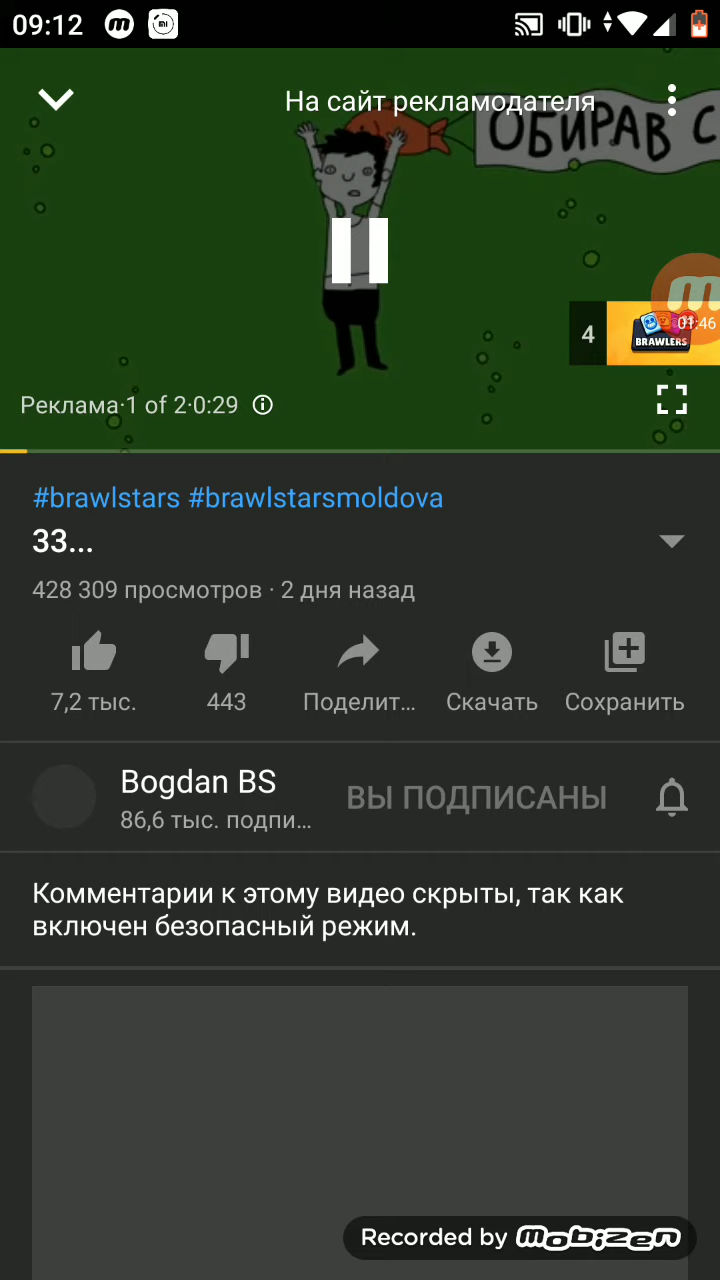 09:12
На сайт рекламодателя
ОБИРАВ С
4
BRAWLERS
01:46
Реклама·1 of 2·0:29
#brawlstars #brawlstarsmoldova
33...
428 309 просмотров · 2 дня назад
7,2 тыс.
443
Поделит...
Скачать
Сохранить
Bogdan BS
86,6 тыс. подпи...
ВЫ ПОДПИСАНЫ
Комментарии к этому видео скрыты, так как
включен безопасный режим.
Recorded by mobizen